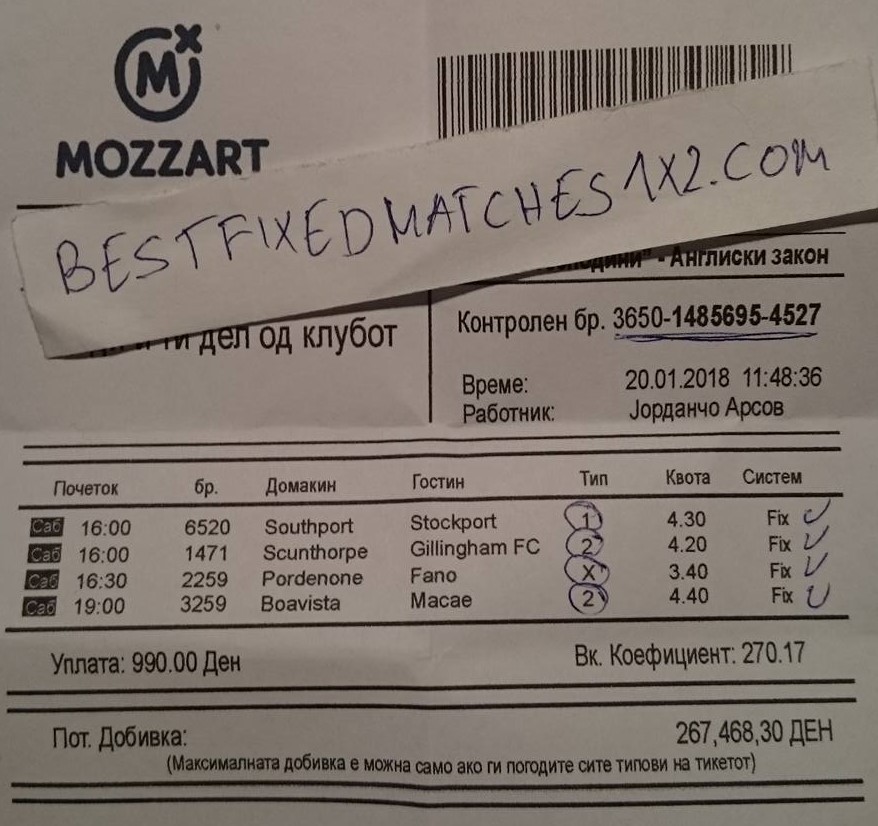 MOZZART
BESTFIXEDMATCHES1X2.COM
- Англиски закон
дел од клубот
Контролен бр. 3650-1485695-4527
Време: 20.01.2018 11:48:36
Работник: Јорданчо Арсов
Почеток бр. Домакин Гостин Тип Квота Систем
Саб 16:00 6520 Southport Stockport 1 4.30 Fix
Саб 16:00 1471 Scunthorpe Gillingham FC 2 4.20 Fix
Саб 16:30 2259 Pordenone Fano X 3.40 Fix
Саб 19:00 3259 Boavista Macae 2 4.40 Fix
Уплата: 990.00 Ден Вк. Коефициент: 270.17
Пот. Добивка: 267,468,30 ДЕН
(Максималната добивка е можна само ако ги погодите сите типови на тикетот)